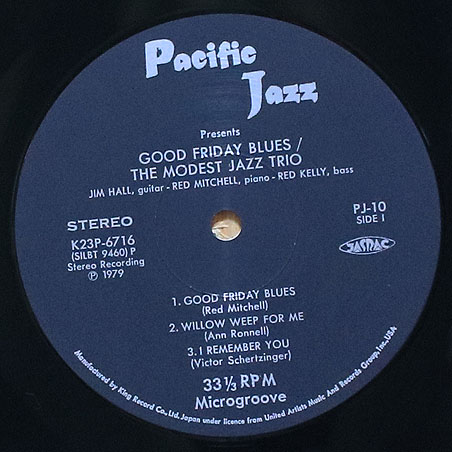 Pacific
Jazz
Presents
GOOD FRIDAY BLUES /
THE MODEST JAZZ TRIO
JIM HALL, guitar - RED MITCHELL, piano - RED KELLY, bass
STEREO
K23P-6716
(SILBT 9460) P
Stereo Recording
Ⓟ 1979
PJ-10
SIDE I
JASRAC
1. GOOD FRIDAY BLUES
(Red Mitchell)
2. WILLOW WEEP FOR ME
(Ann Ronnell)
3. I REMEMBER YOU
(Victor Schertzinger)
33 1/3 RPM
Microgroove
Manufactured by King Record Co., Ltd. Japan under licence from United Artists Music And Records Group, Inc., USA